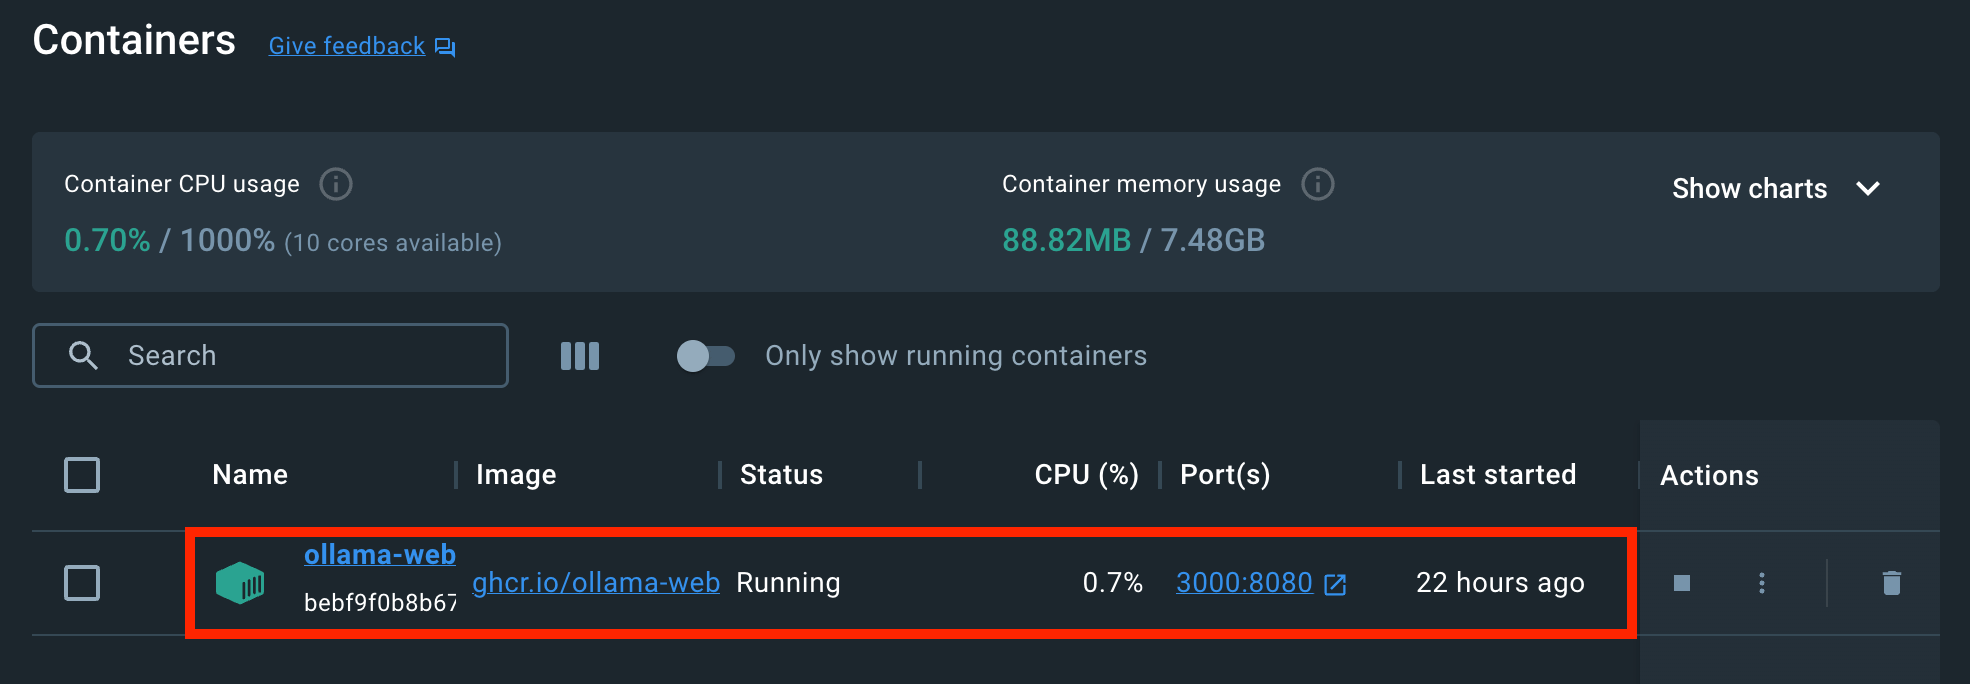 Containers Give feedback
Container CPU usage
0.70% / 1000% (10 cores available)
Container memory usage
88.82MB / 7.48GB
Show charts
Search
Only show running containers
Name Image Status CPU (%) Port(s) Last started Actions
ollama-web
bebf9f0b8b67
ghcr.io/ollama-web Running 0.7% 3000:8080 22 hours ago